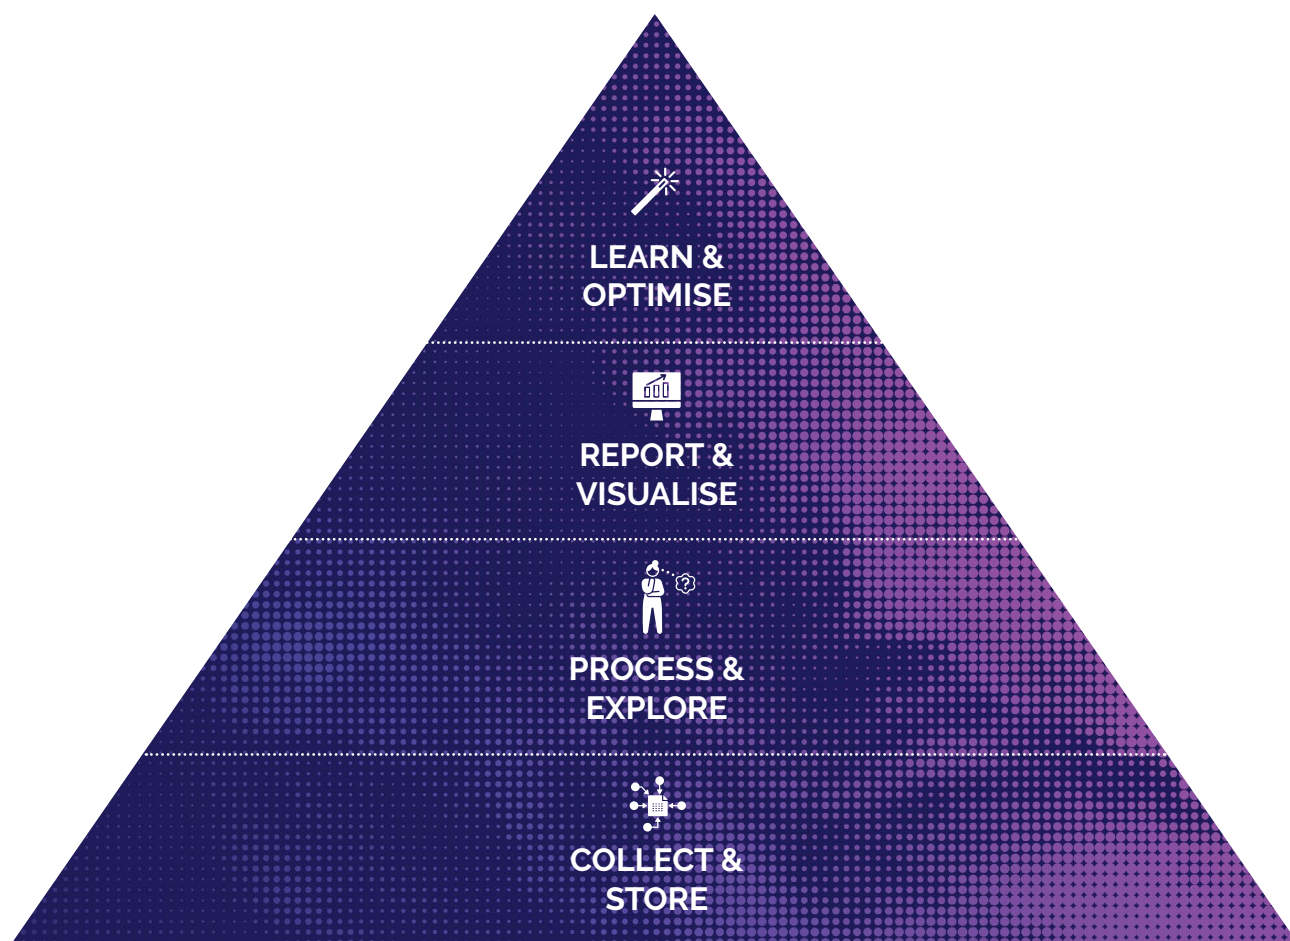 LEARN &
OPTIMISE
REPORT &
VISUALISE
?
PROCESS &
EXPLORE
COLLECT &
STORE